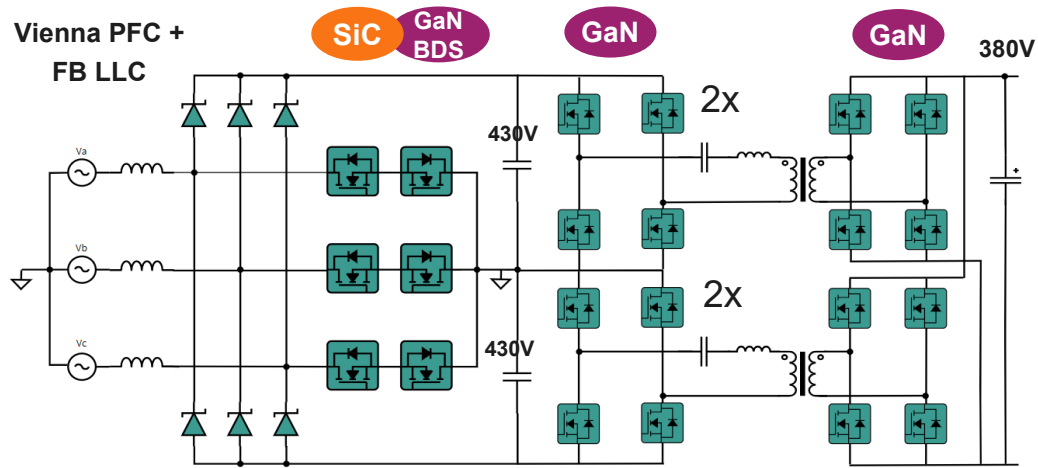 Vienna PFC +
FB LLC
SiC
GaN
BDS
GaN
GaN
380V
2x
430V
Va
+
Vb
2x
Vc
430V